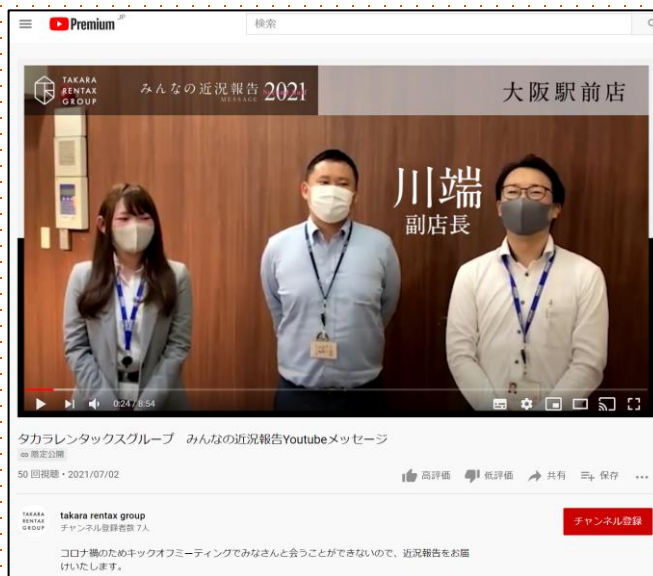 Premium JP
検索
TAKARA
RENTAX
GROUP
みんなの近況報告 2021
MESSAGE
大阪駅前店
川端
副店長
0:24 / 8:54
タカラレンタックスグループ　みんなの近況報告Youtubeメッセージ
限定公開
50 回視聴・2021/07/02
高評価 低評価 共有 保存
TAKARA
RENTAX
GROUP
takara rentax group
チャンネル登録者数 7人
チャンネル登録
コロナ禍のためキックオフミーティングでみなさんと会うことができないので、近況報告をお届
けいたします。